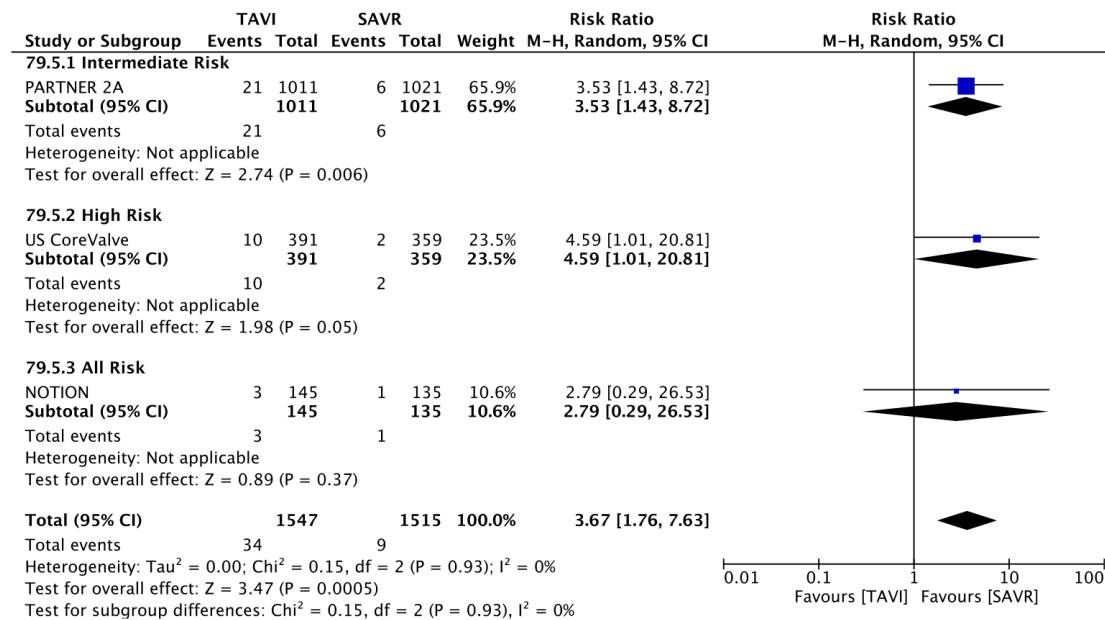 TAVI SAVR Risk Ratio Risk Ratio
Study or Subgroup Events Total Events Total Weight M-H, Random, 95% CI M-H, Random, 95% CI
79.5.1 Intermediate Risk
PARTNER 2A 21 1011 6 1021 65.9% 3.53 [1.43, 8.72]
Subtotal (95% CI) 1011 1021 65.9% 3.53 [1.43, 8.72]
Total events 21 6
Heterogeneity: Not applicable
Test for overall effect: Z = 2.74 (P = 0.006)
79.5.2 High Risk
US CoreValve 10 391 2 359 23.5% 4.59 [1.01, 20.81]
Subtotal (95% CI) 391 359 23.5% 4.59 [1.01, 20.81]
Total events 10 2
Heterogeneity: Not applicable
Test for overall effect: Z = 1.98 (P = 0.05)
79.5.3 All Risk
NOTION 3 145 1 135 10.6% 2.79 [0.29, 26.53]
Subtotal (95% CI) 145 135 10.6% 2.79 [0.29, 26.53]
Total events 3 1
Heterogeneity: Not applicable
Test for overall effect: Z = 0.89 (P = 0.37)
Total (95% CI) 1547 1515 100.0% 3.67 [1.76, 7.63]
Total events 34 9
Heterogeneity: Tau² = 0.00; Chi² = 0.15, df = 2 (P = 0.93); I² = 0%
Test for overall effect: Z = 3.47 (P = 0.0005)
Test for subgroup differences: Chi² = 0.15, df = 2 (P = 0.93), I² = 0%
0.01 0.1 1 10 100
Favours [TAVI] Favours [SAVR]